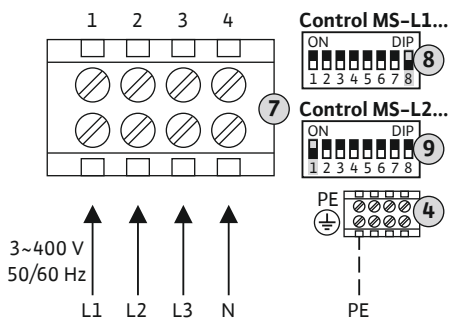 1 2 3 4
7
3~400 V
50/60 Hz
L1 L2 L3 N
Control MS-L1...
ON DIP
1 2 3 4 5 6 7 8
8
Control MS-L2...
ON DIP
1 2 3 4 5 6 7 8
9
PE
4
PE